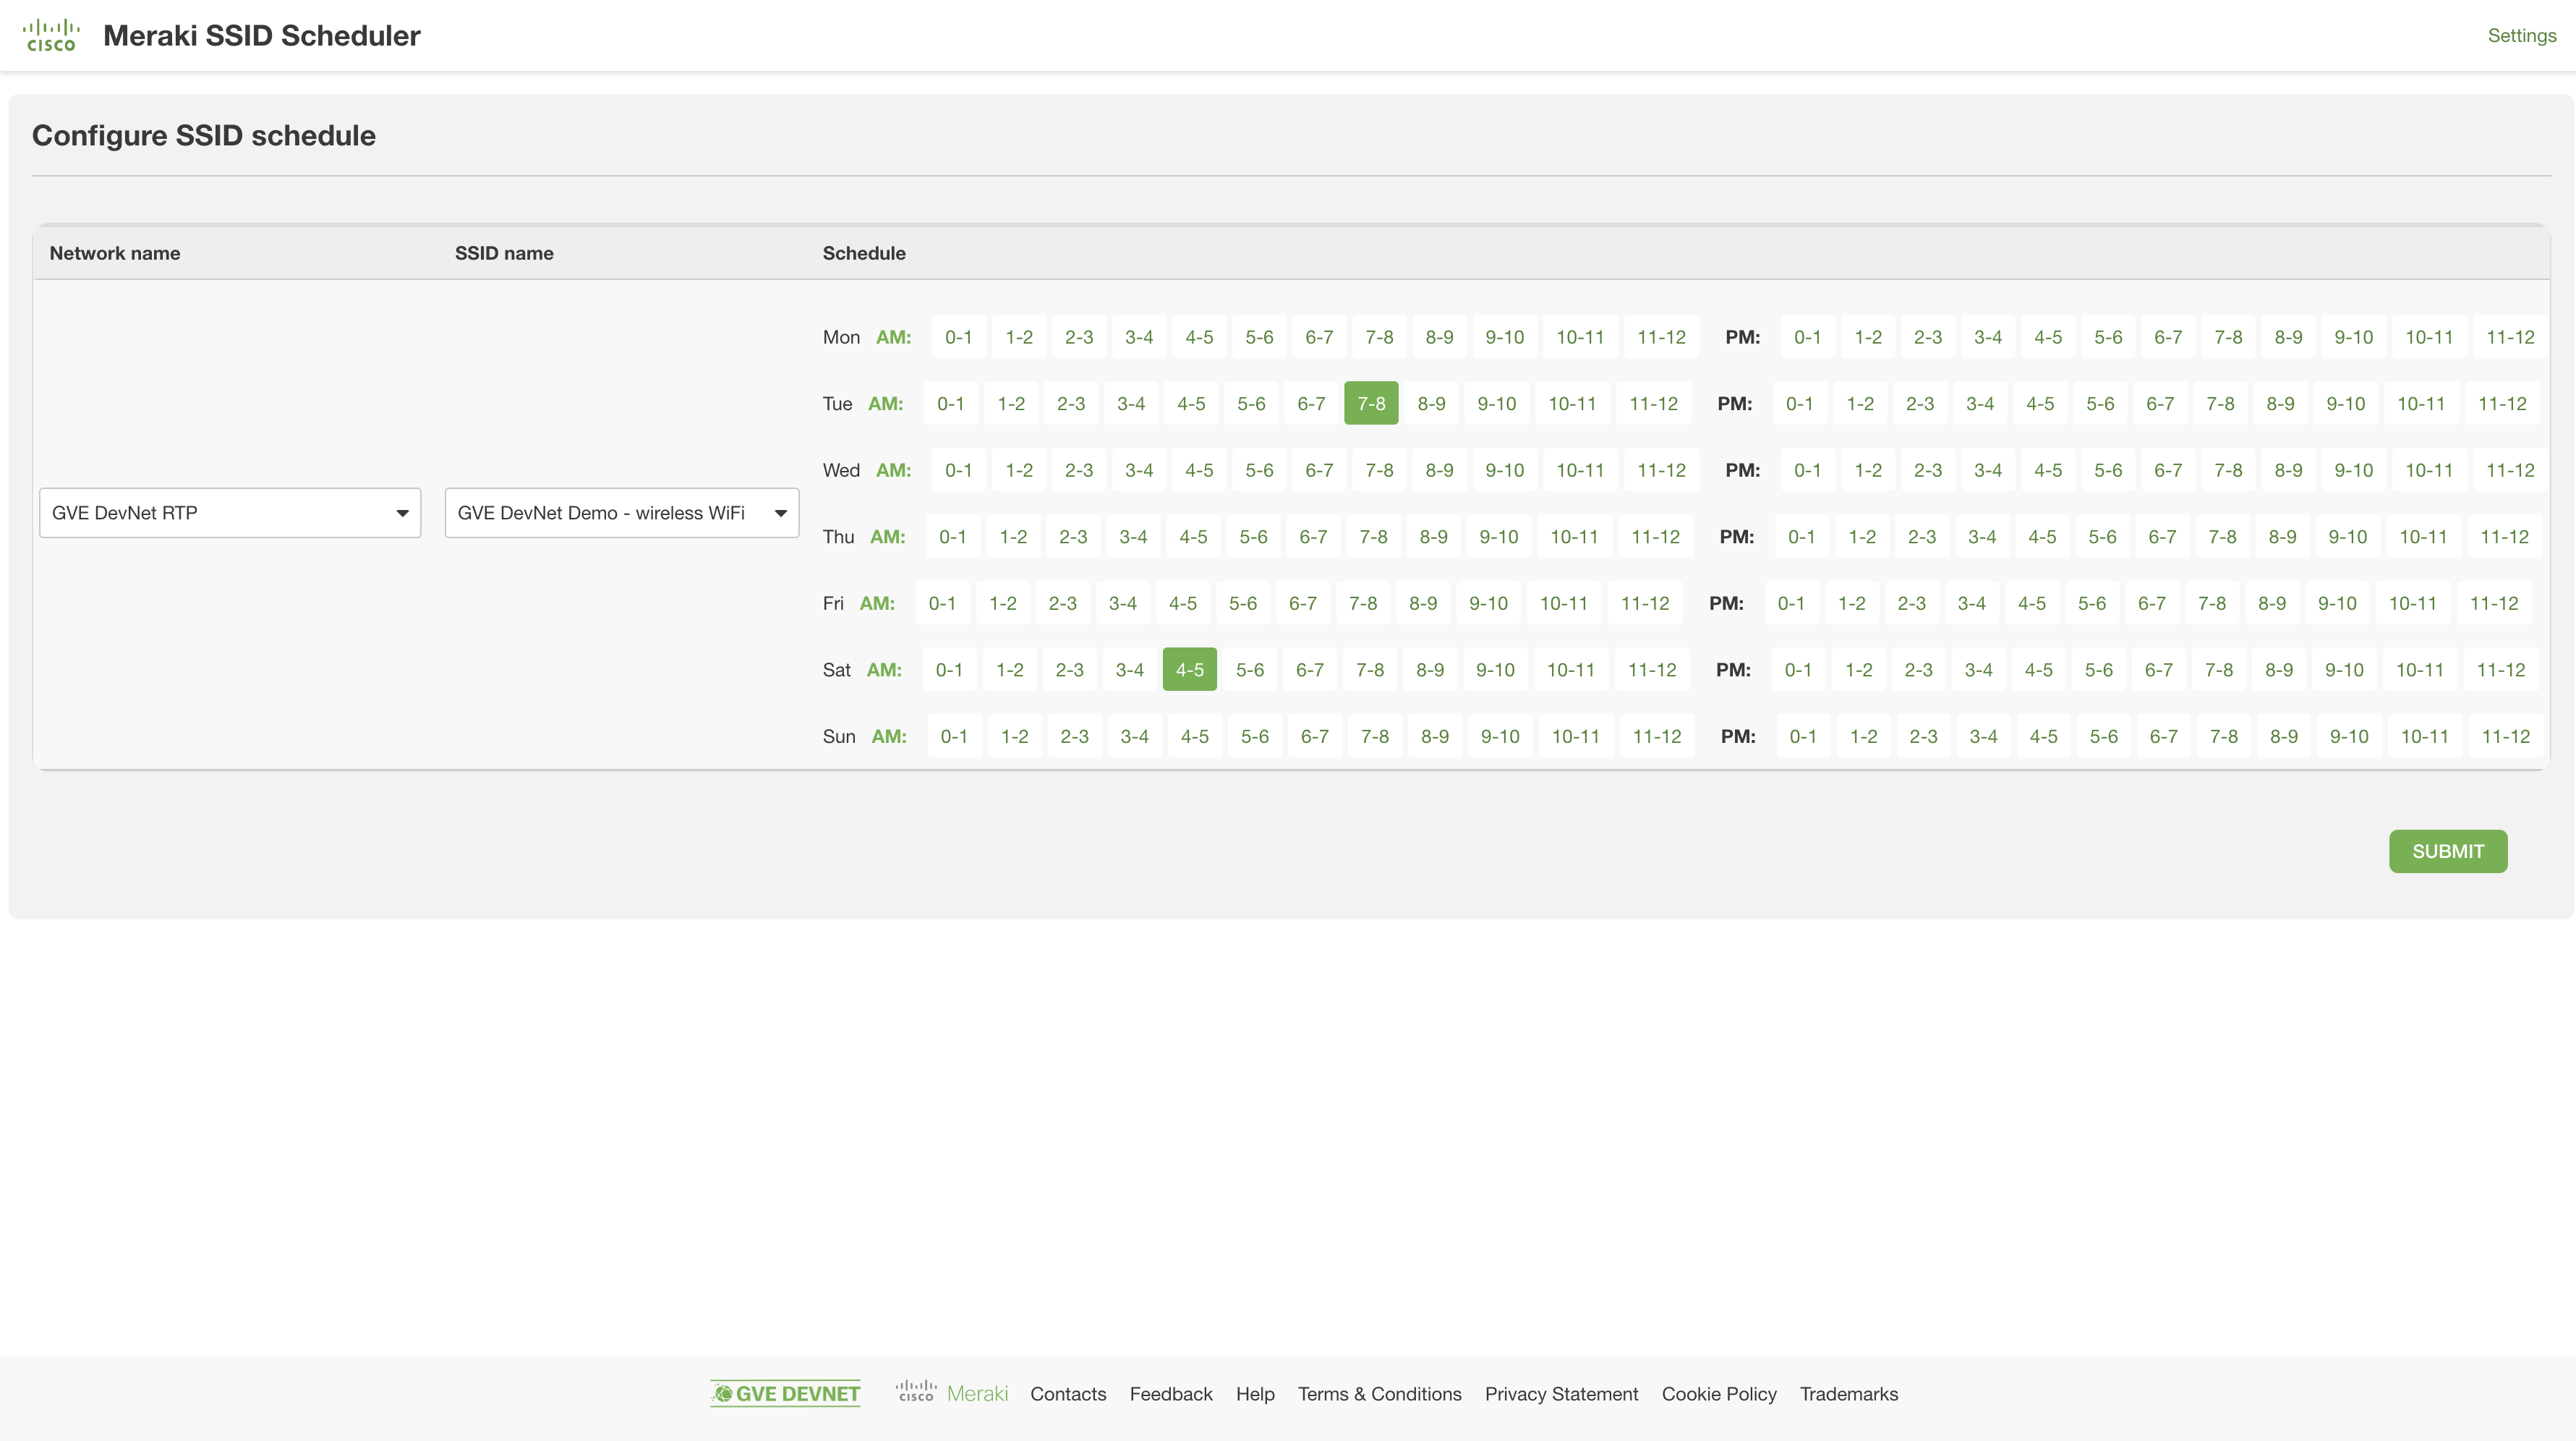 CISCO Meraki SSID Scheduler Settings
Configure SSID schedule
Network name SSID name Schedule
Mon AM: 0-1 1-2 2-3 3-4 4-5 5-6 6-7 7-8 8-9 9-10 10-11 11-12 PM: 0-1 1-2 2-3 3-4 4-5 5-6 6-7 7-8 8-9 9-10 10-11 11-12
Tue AM: 0-1 1-2 2-3 3-4 4-5 5-6 6-7 7-8 8-9 9-10 10-11 11-12 PM: 0-1 1-2 2-3 3-4 4-5 5-6 6-7 7-8 8-9 9-10 10-11 11-12
Wed AM: 0-1 1-2 2-3 3-4 4-5 5-6 6-7 7-8 8-9 9-10 10-11 11-12 PM: 0-1 1-2 2-3 3-4 4-5 5-6 6-7 7-8 8-9 9-10 10-11 11-12
GVE DevNet RTP GVE DevNet Demo - wireless WiFi
Thu AM: 0-1 1-2 2-3 3-4 4-5 5-6 6-7 7-8 8-9 9-10 10-11 11-12 PM: 0-1 1-2 2-3 3-4 4-5 5-6 6-7 7-8 8-9 9-10 10-11 11-12
Fri AM: 0-1 1-2 2-3 3-4 4-5 5-6 6-7 7-8 8-9 9-10 10-11 11-12 PM: 0-1 1-2 2-3 3-4 4-5 5-6 6-7 7-8 8-9 9-10 10-11 11-12
Sat AM: 0-1 1-2 2-3 3-4 4-5 5-6 6-7 7-8 8-9 9-10 10-11 11-12 PM: 0-1 1-2 2-3 3-4 4-5 5-6 6-7 7-8 8-9 9-10 10-11 11-12
Sun AM: 0-1 1-2 2-3 3-4 4-5 5-6 6-7 7-8 8-9 9-10 10-11 11-12 PM: 0-1 1-2 2-3 3-4 4-5 5-6 6-7 7-8 8-9 9-10 10-11 11-12
SUBMIT
GVE DEVNET CISCO Meraki Contacts Feedback Help Terms & Conditions Privacy Statement Cookie Policy Trademarks